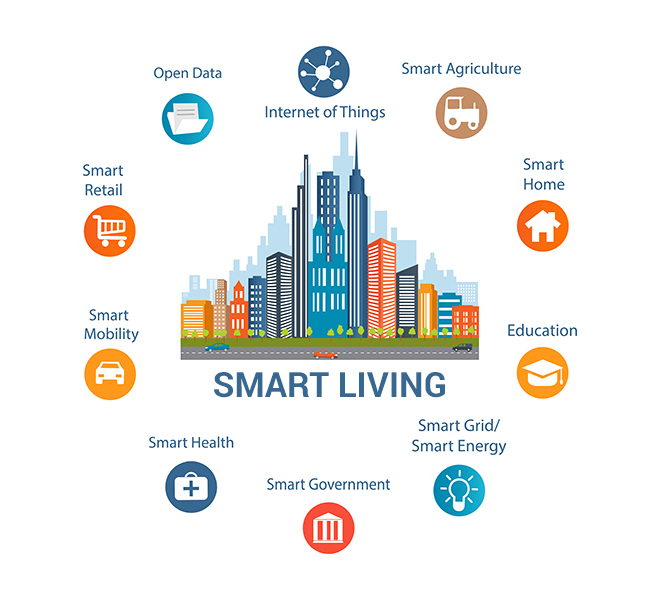 Open Data
Internet of Things
Smart Agriculture
Smart
Retail
Smart
Home
Smart
Mobility
Education
SMART LIVING
Smart Health
Smart Grid/
Smart Energy
Smart Government